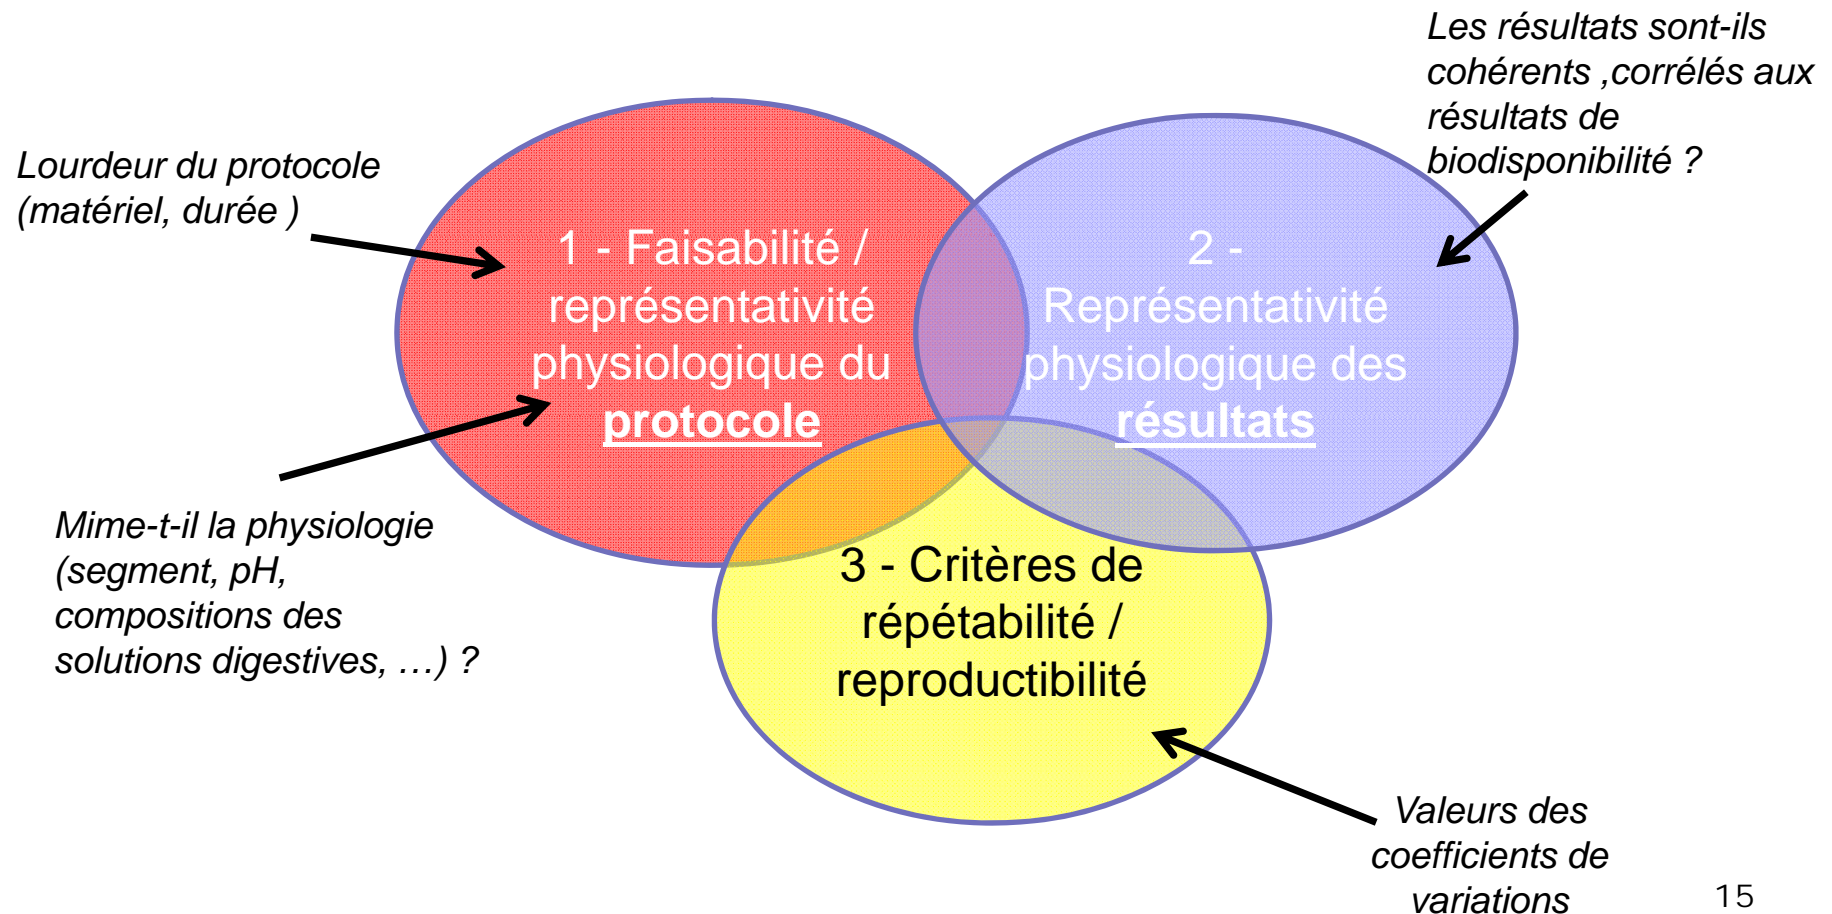 Les résultats sont-ils
cohérents ,corrélés aux
résultats de
biodisponibilité ?
Lourdeur du protocole
(matériel, durée )
1 - Faisabilité /
représentativité
physiologique du
protocole
2 -
Représentativité
physiologique des
résultats
Mime-t-il la physiologie
(segment, pH,
compositions des
solutions digestives, …) ?
3 - Critères de
répétabilité /
reproductibilité
Valeurs des
coefficients de
variations
15